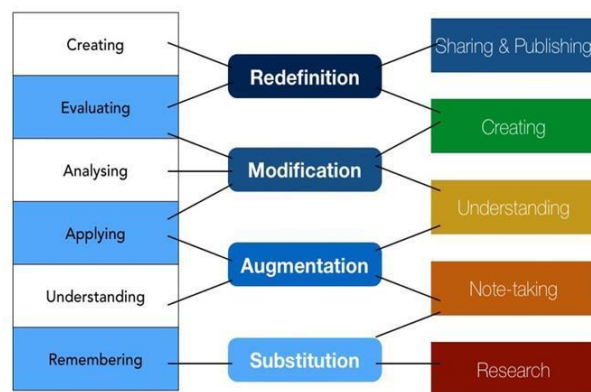 Creating
Evaluating
Analysing
Applying
Understanding
Remembering
Redefinition
Modification
Augmentation
Substitution
Sharing & Publishing
Creating
Understanding
Note-taking
Research